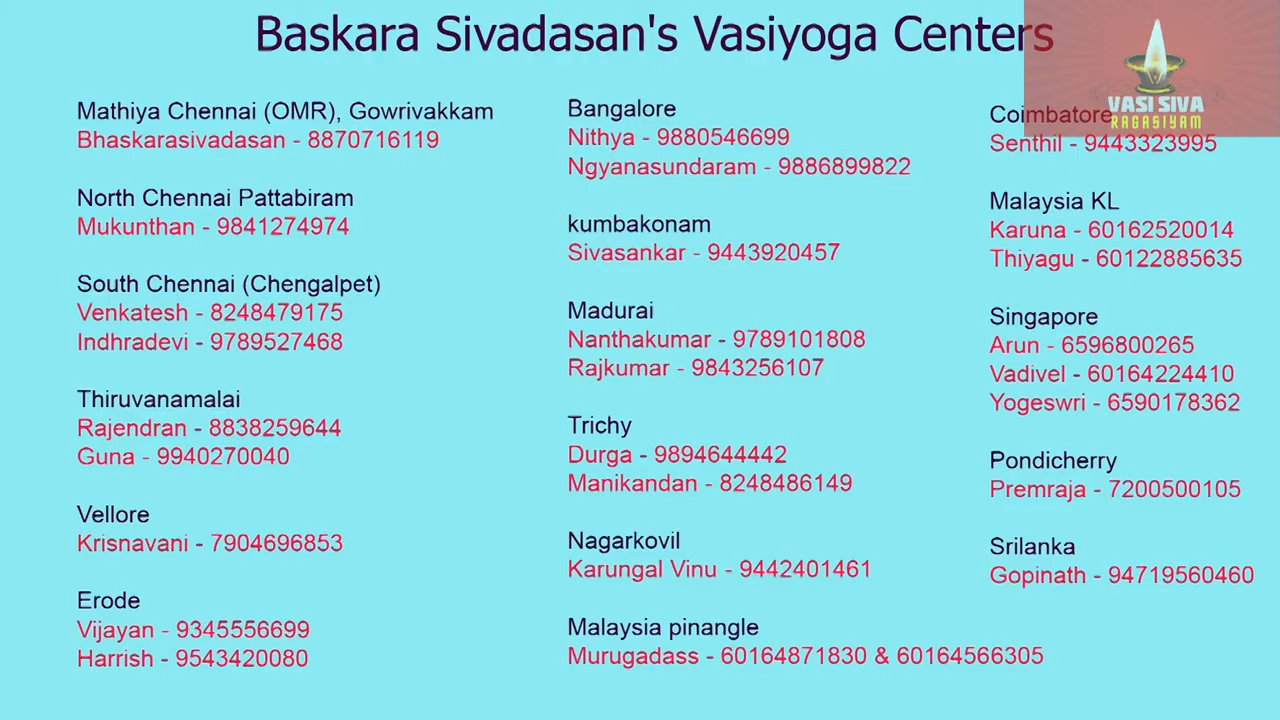 Baskara Sivadasan's Vasiyoga Centers
VASI SIVA
RAGASIYAM
Mathiya Chennai (OMR), Gowrivakkam
Bhaskarasivadasan - 8870716119
North Chennai Pattabiram
Mukunthan - 9841274974
South Chennai (Chengalpet)
Venkatesh - 8248479175
Indhradevi - 9789527468
Thiruvanamalai
Rajendran - 8838259644
Guna - 9940270040
Vellore
Krisnavani - 7904696853
Erode
Vijayan - 9345556699
Harrish - 9543420080
Bangalore
Nithya - 9880546699
Ngyanasundaram - 9886899822
kumbakonam
Sivasankar - 9443920457
Madurai
Nanthakumar - 9789101808
Rajkumar - 9843256107
Trichy
Durga - 9894644442
Manikandan - 8248486149
Nagarkovil
Karungal Vinu - 9442401461
Malaysia pinangle
Murugadass - 60164871830 & 60164566305
Coimbatore
Senthil - 9443323995
Malaysia KL
Karuna - 60162520014
Thiyagu - 60122885635
Singapore
Arun - 6596800265
Vadivel - 60164224410
Yogeswri - 6590178362
Pondicherry
Premraja - 7200500105
Srilanka
Gopinath - 94719560460